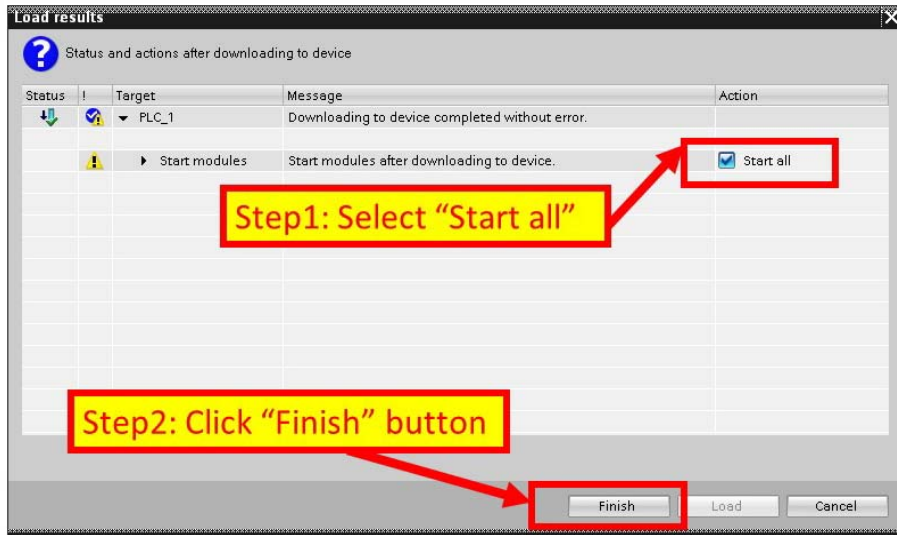 Load results
Status and actions after downloading to device
Status ! Target Message Action
PLC_1 Downloading to device completed without error.
Start modules Start modules after downloading to device. Start all
Step1: Select “Start all”
Step2: Click “Finish” button
Finish Load Cancel